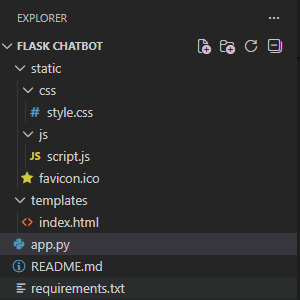 EXPLORER
FLASK CHATBOT
static
css
# style.css
js
JS script.js
favicon.ico
templates
<> index.html
app.py
README.md
requirements.txt